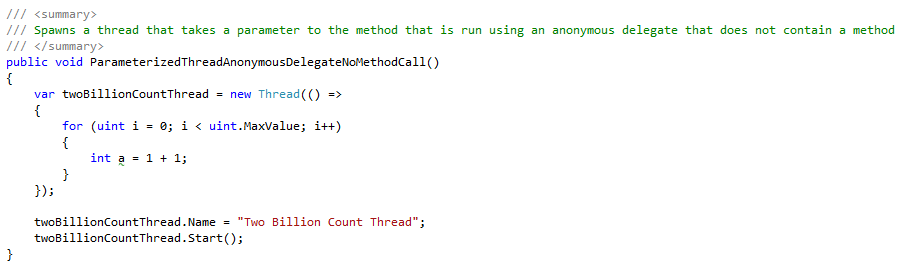 /// <summary>
/// Spawns a thread that takes a parameter to the method that is run using an anonymous delegate that does not contain a method
/// </summary>
public void ParameterizedThreadAnonymousDelegateNoMethodCall()
{
    var twoBillionCountThread = new Thread(() =>
    {
        for (uint i = 0; i < uint.MaxValue; i++)
        {
            int a = 1 + 1;
        }
    });

    twoBillionCountThread.Name = "Two Billion Count Thread";
    twoBillionCountThread.Start();
}